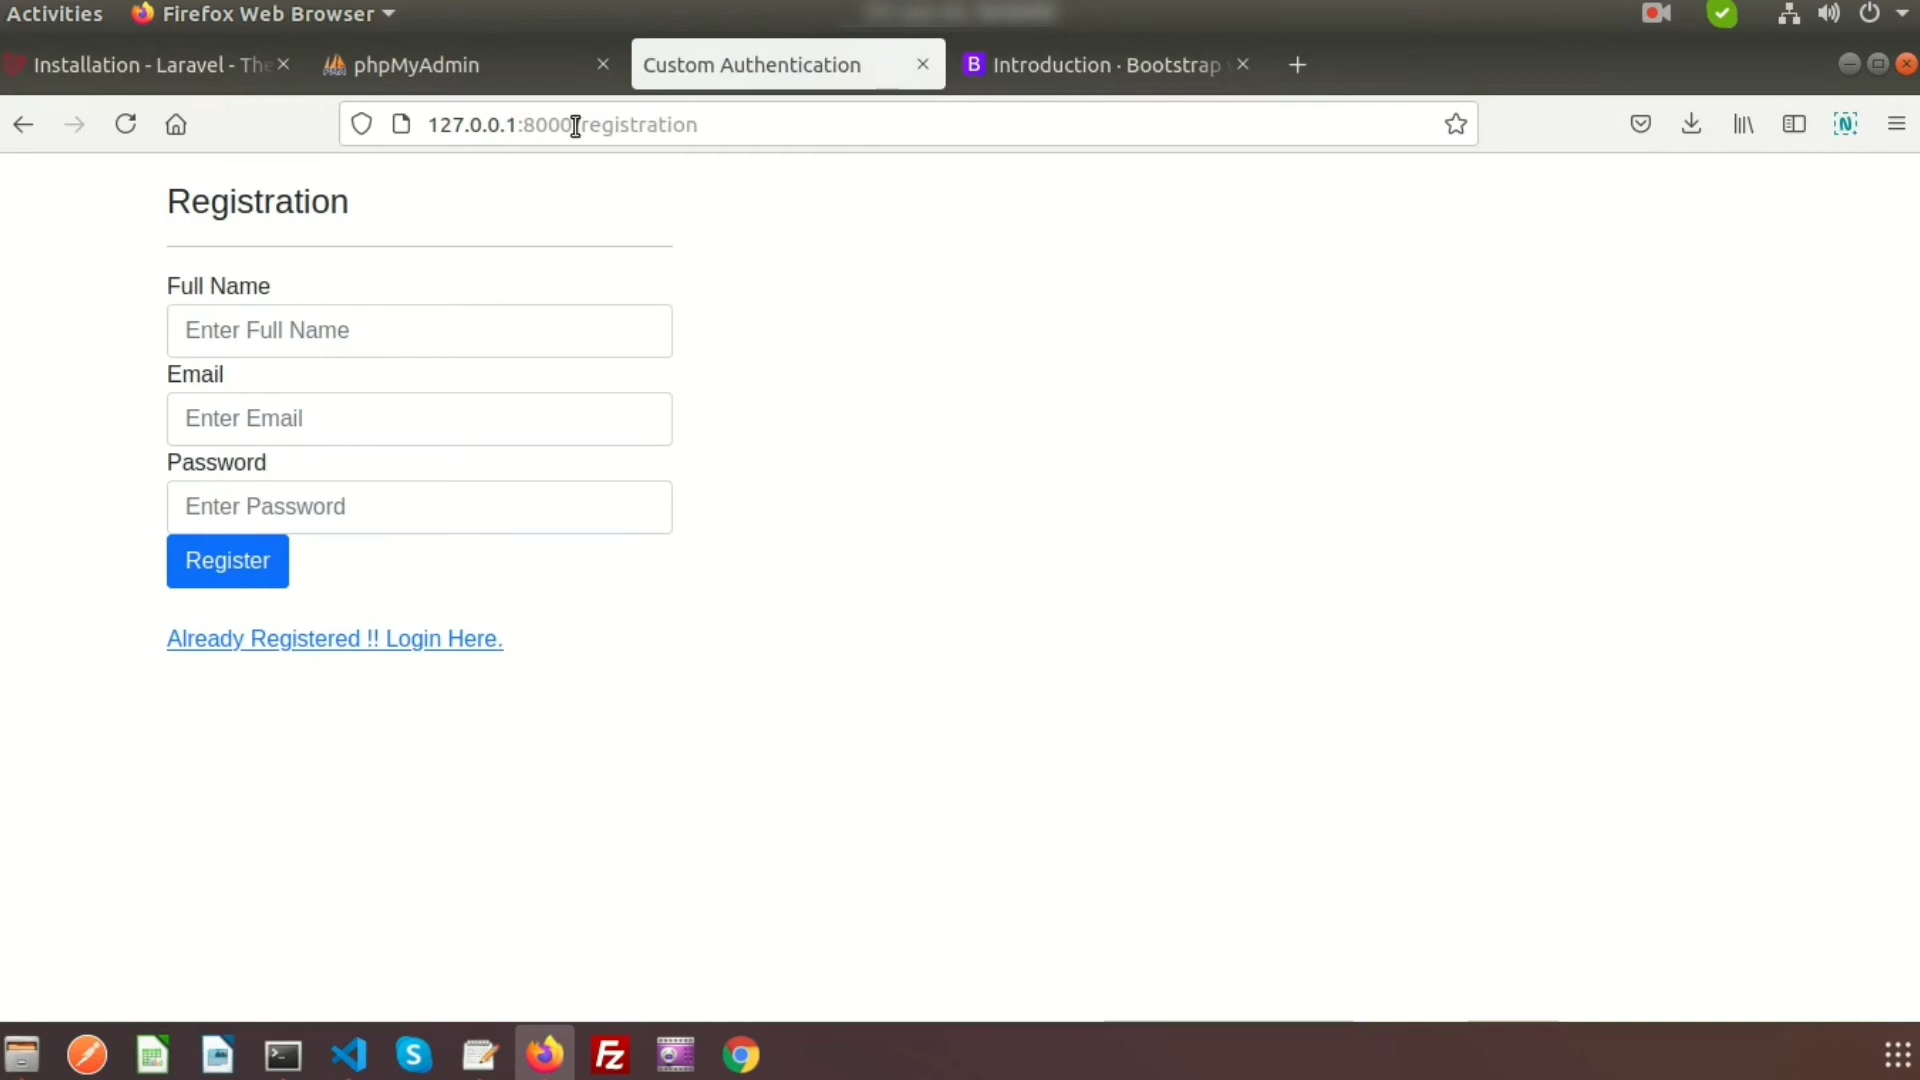 Activities Firefox Web Browser
Installation - Laravel - The phpMyAdmin Custom Authentication B Introduction · Bootstrap
127.0.0.1:8000/registration
Registration
Full Name
Enter Full Name
Email
Enter Email
Password
Enter Password
Register
Already Registered !! Login Here.